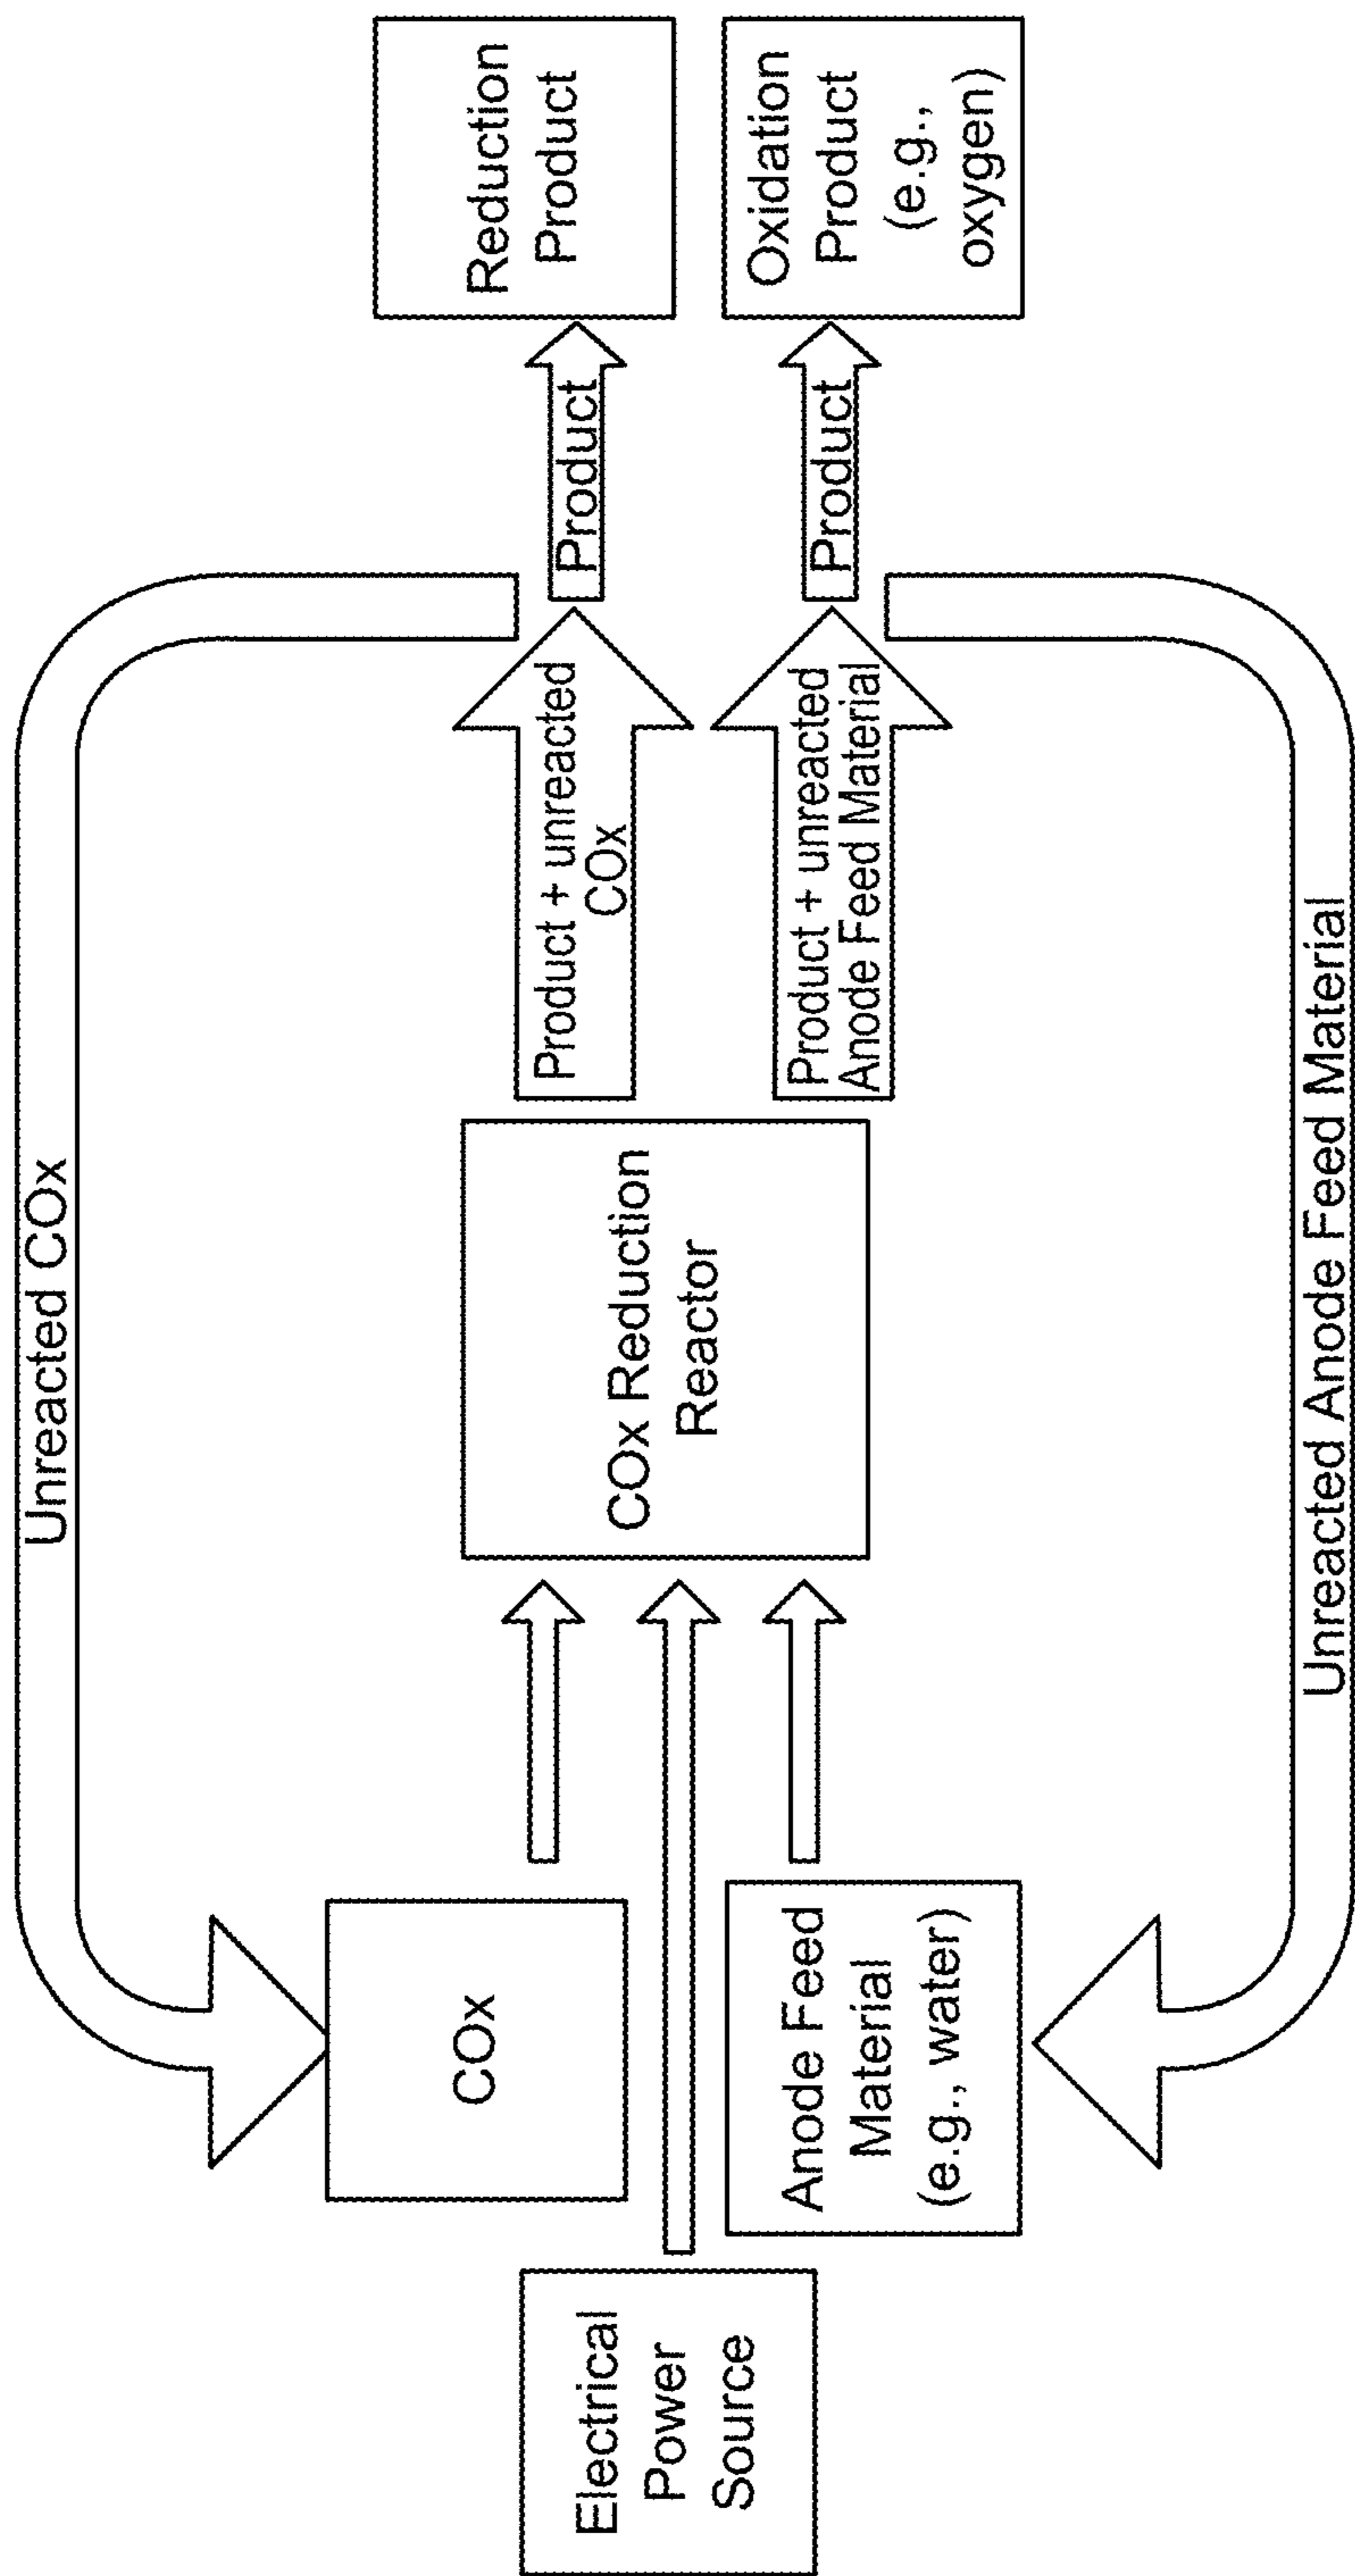 Unreacted COx
Electrical
Power
Source
COx
Anode Feed
Material
(e.g., water)
COx Reduction
Reactor
Product + unreacted
COx
Product + unreacted
Anode Feed Material
Product
Product
Reduction
Product
Oxidation
Product
(e.g.,
oxygen)
Unreacted Anode Feed Material